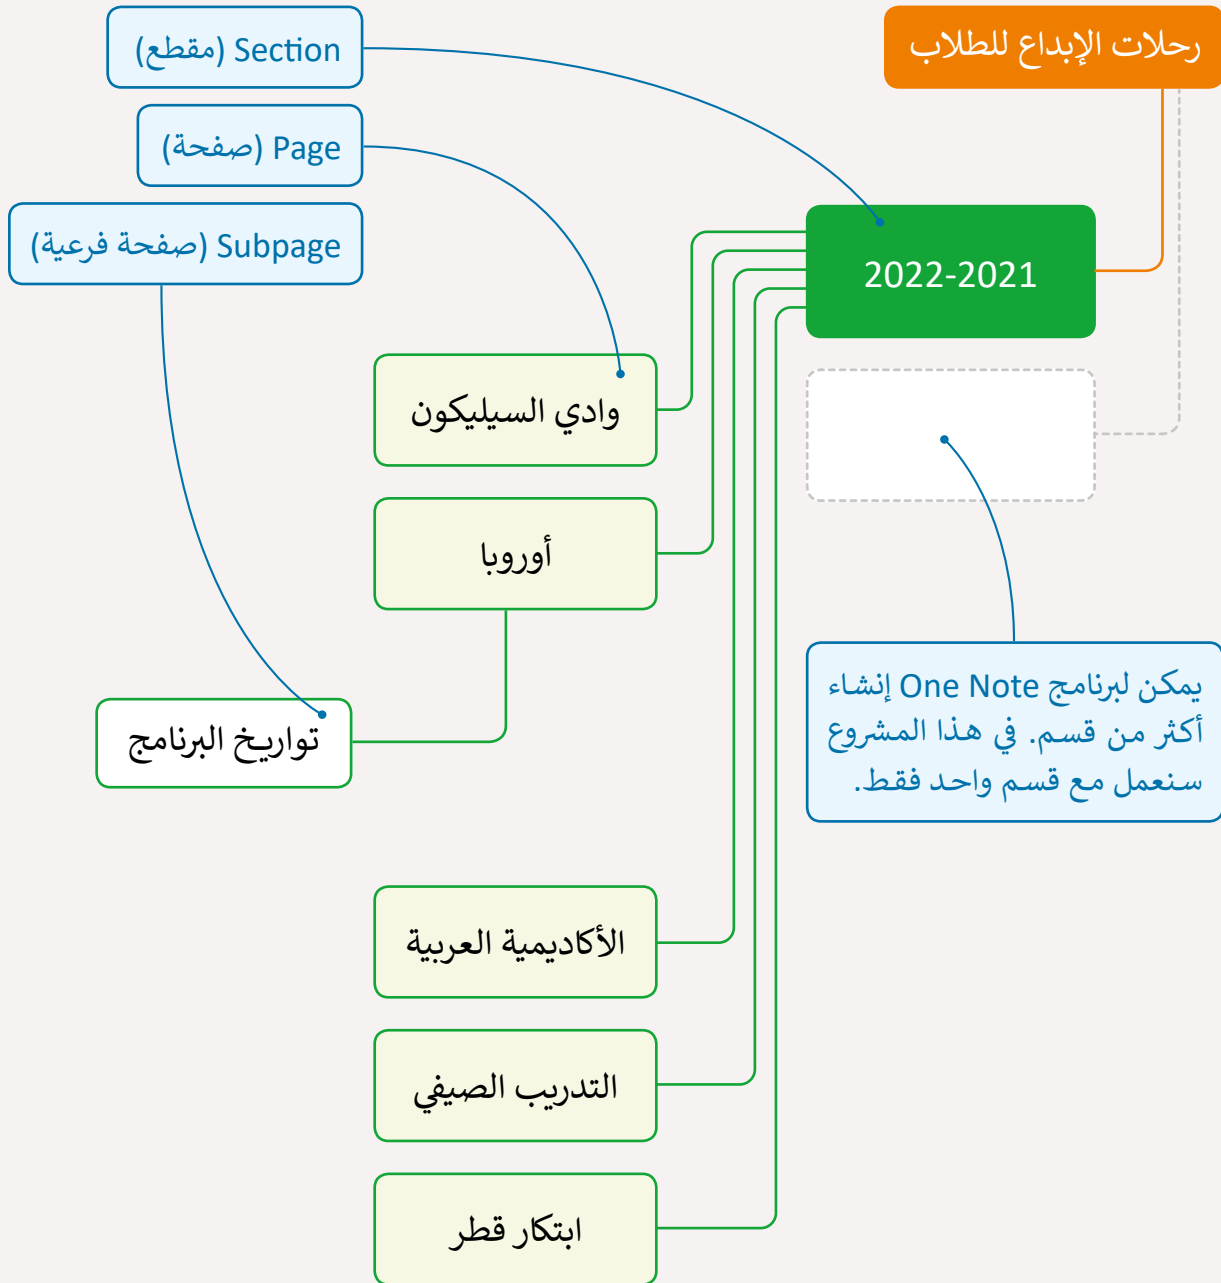 رحلات الإبداع للطلاب
Section (مقطع)
Page (صفحة)
Subpage (صفحة فرعية)
2022-2021
وادي السيليكون
أوروبا
تواريخ البرنامج
يمكن لبرنامج One Note إنشاء
أكثر من قسم. في هذا المشروع
سنعمل مع قسم واحد فقط.
الأكاديمية العربية
التدريب الصيفي
ابتكار قطر